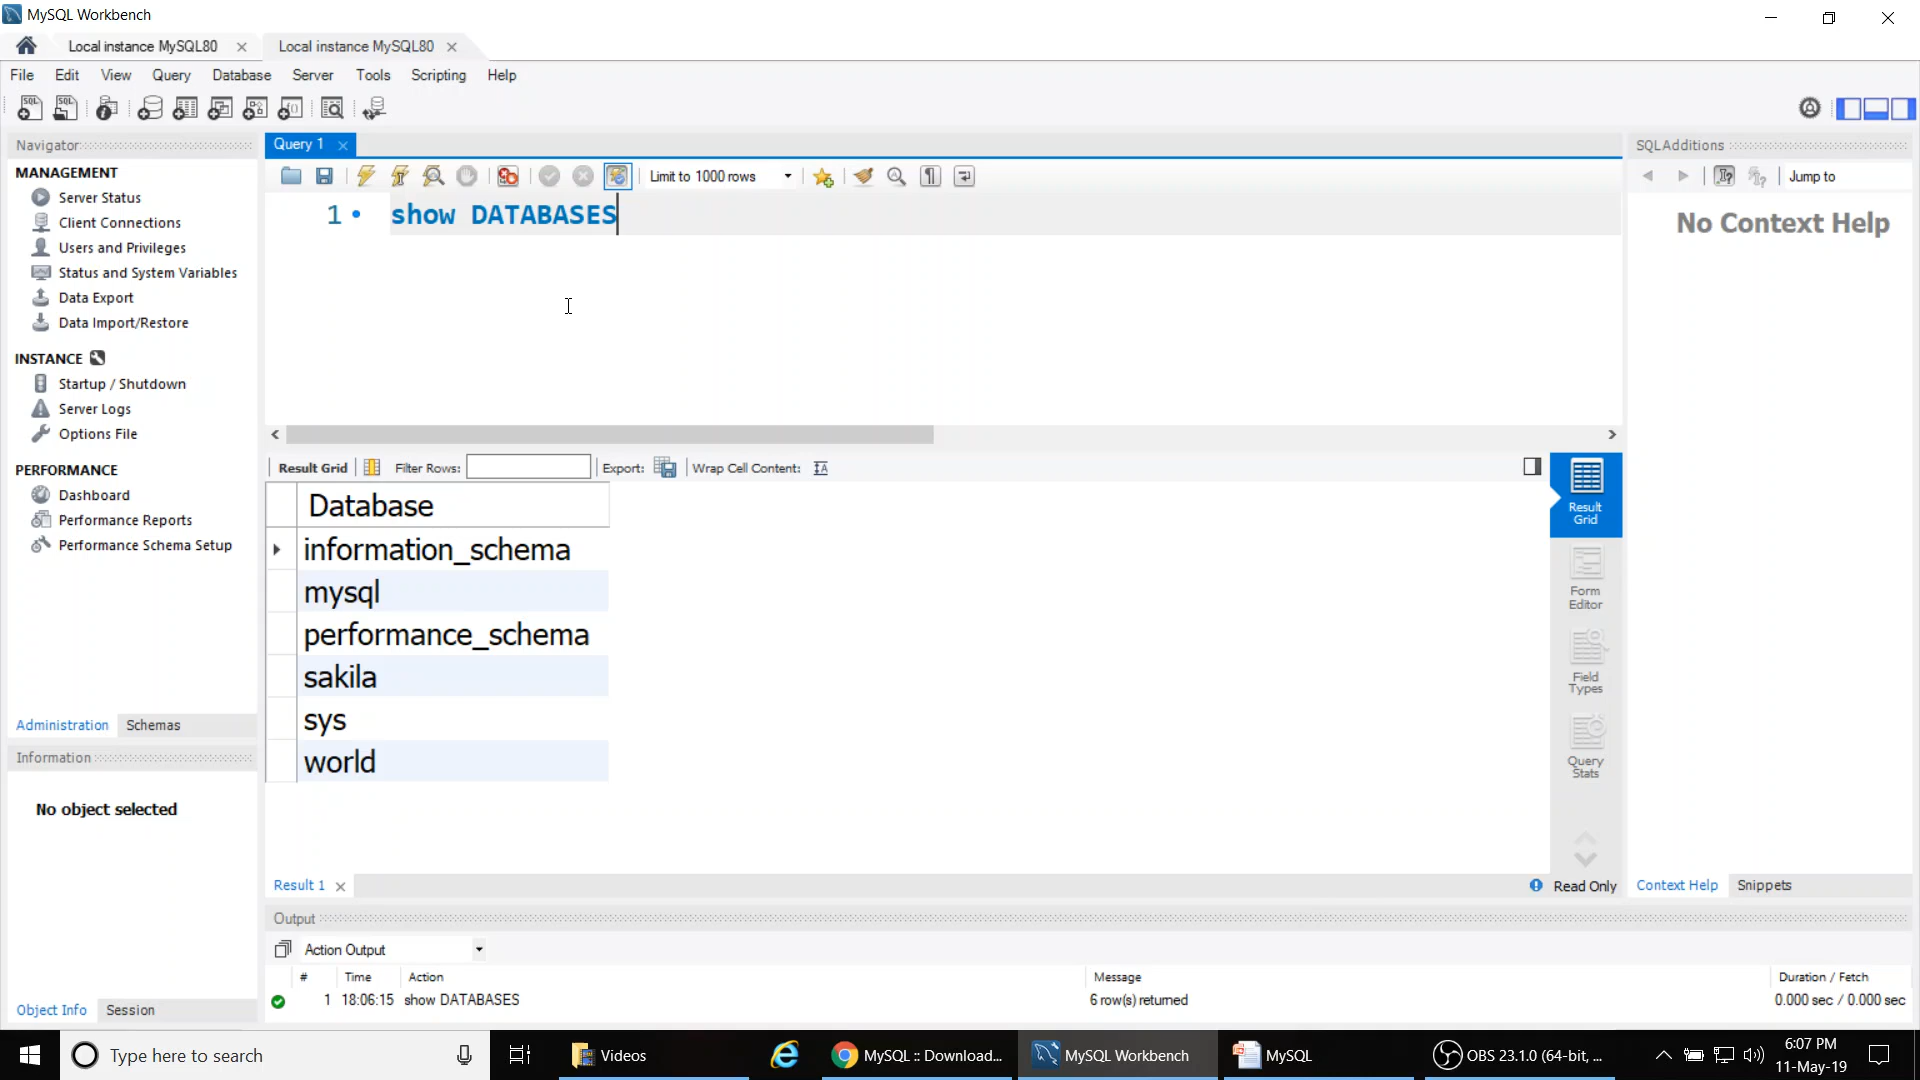 MySQL Workbench
Local instance MySQL80
Local instance MySQL80
File Edit View Query Database Server Tools Scripting Help
Navigator
MANAGEMENT
Server Status
Client Connections
Users and Privileges
Status and System Variables
Data Export
Data Import/Restore
INSTANCE
Startup / Shutdown
Server Logs
Options File
PERFORMANCE
Dashboard
Performance Reports
Performance Schema Setup
Administration Schemas
Information
No object selected
Object Info Session
Query 1
Limit to 1000 rows
1 show DATABASES
Result Grid Filter Rows: Export: Wrap Cell Content:
Database
information_schema
mysql
performance_schema
sakila
sys
world
Result
Grid
Form
Editor
Field
Types
Query
Stats
Result 1
Read Only
SQLAdditions
Jump to
No Context Help
Context Help Snippets
Output
Action Output
# Time Action Message Duration / Fetch
1 18:06:15 show DATABASES 6 row(s) returned 0.000 sec / 0.000 sec
Type here to search
Videos
MySQL :: Download...
MySQL Workbench
MySQL
OBS 23.1.0 (64-bit, ...
6:07 PM
11-May-19